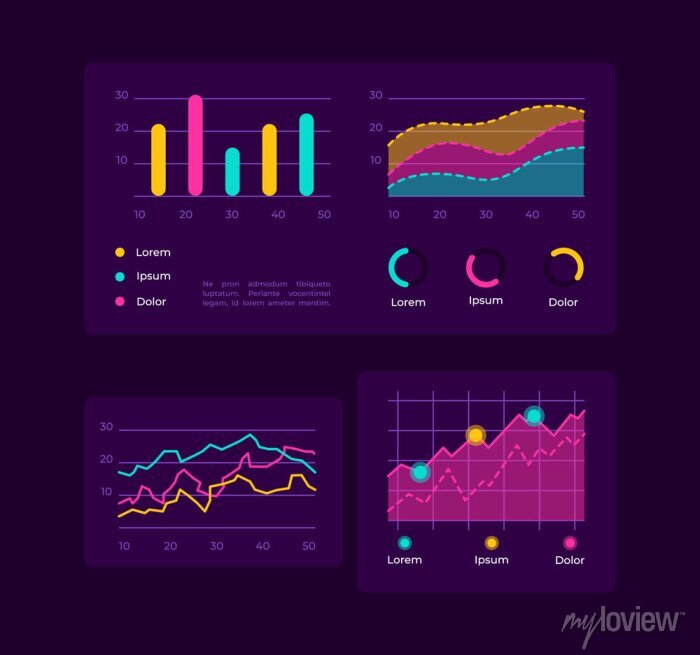 30
20
10
10 20 30 40 50
30
20
10
10 20 30 40 50
Lorem
Ipsum
Dolor
Ne pron admodum tibiqueto
luptatum. Perlante vocentintel
legam, id lorem ameter mentim.
Lorem Ipsum Dolor
30
20
10
10 20 30 40 50
Lorem Ipsum Dolor
myloview™